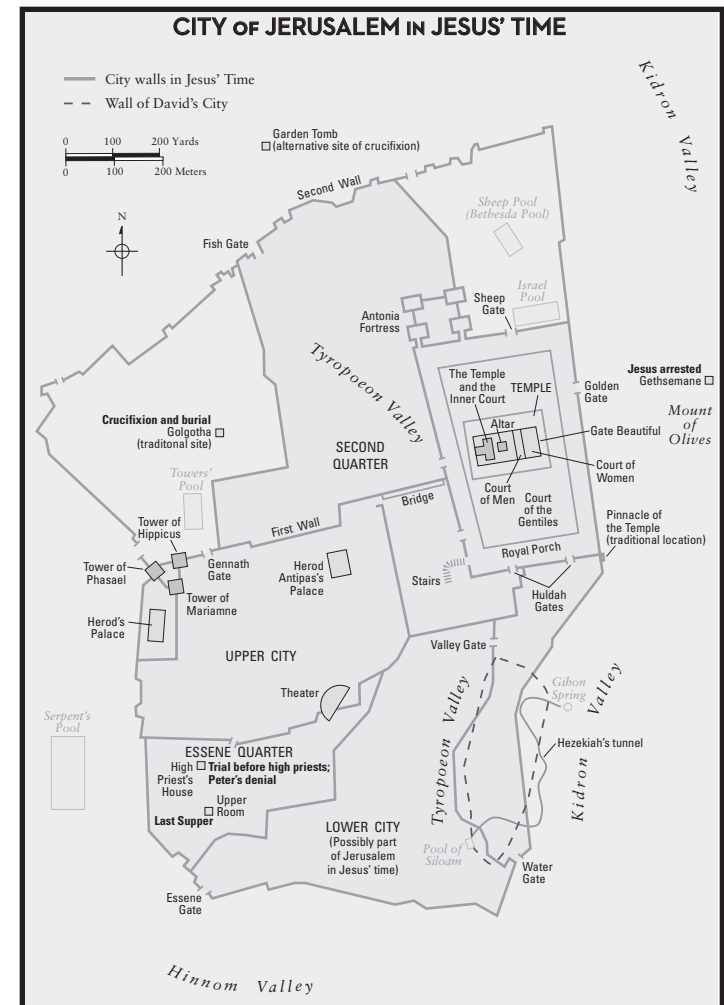 CITY OF JERUSALEM IN JESUS' TIME
City walls in Jesus' Time
Wall of David's City
0 100 200 Yards
0 100 200 Meters
N
Kidron Valley
Garden Tomb
(alternative site of crucifixion)
Second Wall
Fish Gate
Sheep Pool
(Bethesda Pool)
Israel
Pool
Sheep
Gate
Antonia
Fortress
Tyropoeon Valley
The Temple
and the
Inner Court
TEMPLE
Altar
Golden
Gate
Jesus arrested
Gethsemane
Mount
of
Olives
Gate Beautiful
Court of
Women
Court
of Men
Court
of the
Gentiles
Crucifixion and burial
Golgotha
(traditonal site)
SECOND
QUARTER
Towers'
Pool
Bridge
First Wall
Tower of
Hippicus
Tower of
Phasael
Gennath
Gate
Tower of
Mariamne
Herod
Antipas's
Palace
Stairs
Royal Porch
Pinnacle of
the Temple
(traditional location)
Huldah
Gates
Herod's
Palace
UPPER CITY
Valley Gate
Theater
Gihon
Spring
Tyropoeon Valley
Kidron Valley
Hezekiah's tunnel
Serpent's
Pool
ESSENE QUARTER
High
Priest's
House
Trial before high priests;
Peter's denial
Upper
Room
Last Supper
LOWER CITY
(Possibly part
of Jerusalem
in Jesus' time)
Pool of
Siloam
Water
Gate
Essene
Gate
Hinnom Valley